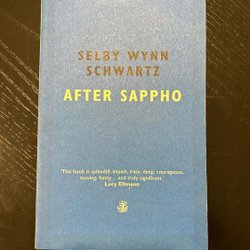 SELBY WYNN
SCHWARTZ
AFTER SAPPHO
'This book is splendid: impish, irate, deep, courageous,
moving, funny... and truly significant.'
Lucy Ellmann